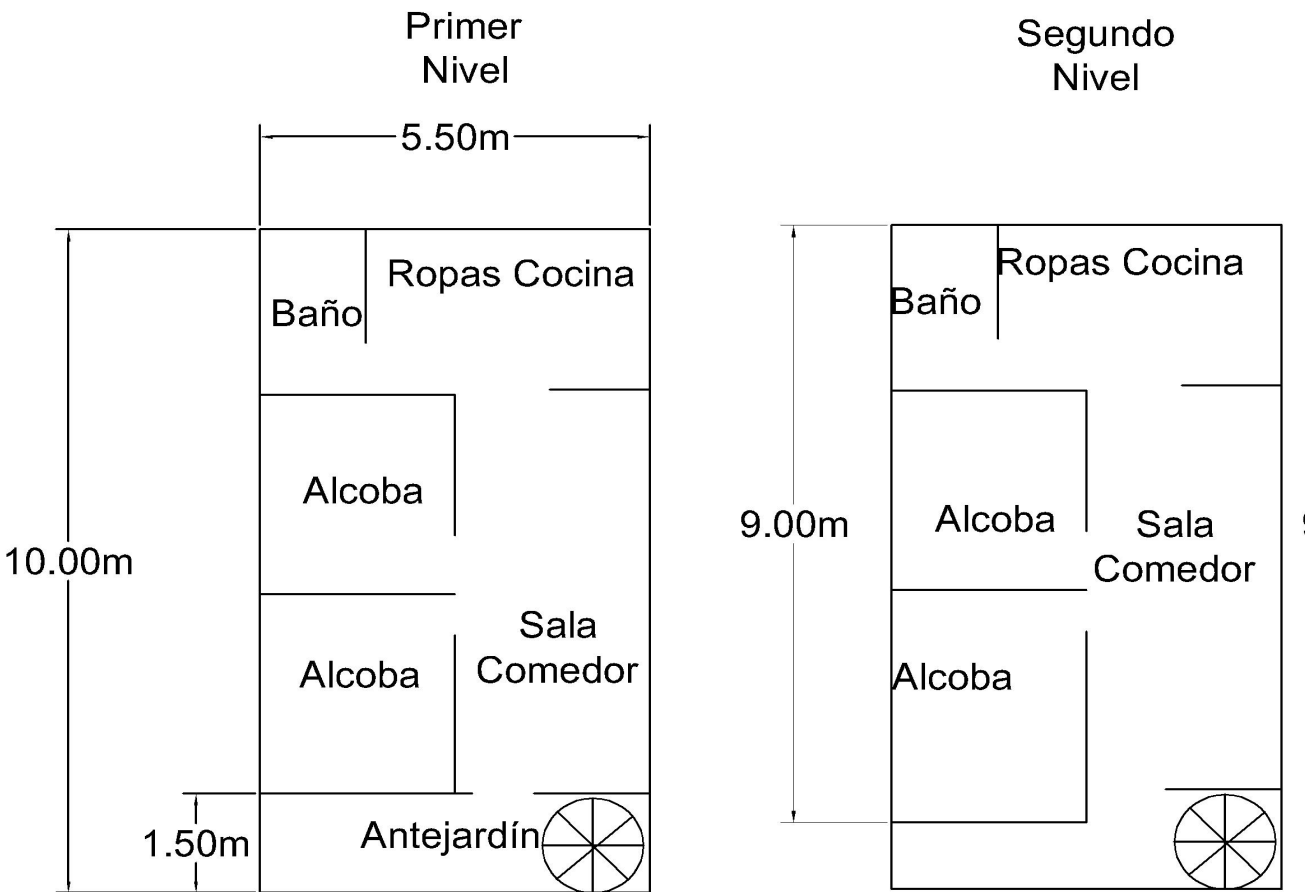 Primer
Nivel
5.50m
Ropas Cocina
Baño
Alcoba
10.00m
Sala
Comedor
Alcoba
1.50m
Antejardín
Segundo
Nivel
Ropas Cocina
Baño
9.00m
Alcoba
Sala
Comedor
Alcoba